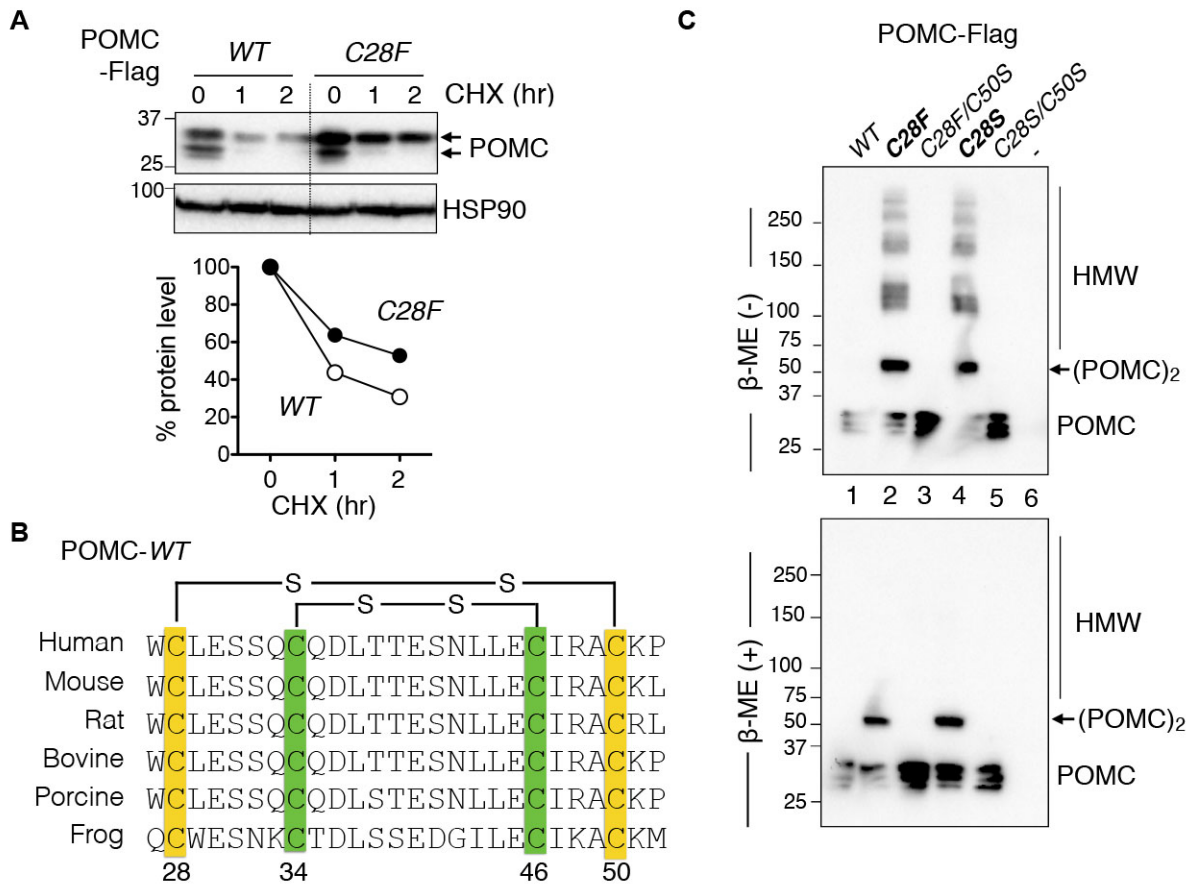 A
POMC
-Flag
WT C28F
0 1 2 0 1 2 CHX (hr)
37
25
POMC
100
HSP90
% protein level
100
80
60
40
20
0
C28F
WT
0 1 2
CHX (hr)
B
POMC-WT
S S
S S
Human WCLESSQCQDLTTESNLLECIRACKP
Mouse WCLESSQCQDLTTESNLLECIRACKL
Rat WCLESSQCQDLTTESNLLECIRACRL
Bovine WCLESSQCQDLTTESNLLECIRACKP
Porcine WCLESSQCQDLSTESNLLECIRACKP
Frog QCWESNKCTDLSSEDGILECIKACKM
28 34 46 50
C
POMC-Flag
WT C28F C28F/C50S C28S C28S/C50S -
β-ME (-)
250
150
100
75
50
37
25
HMW
(POMC)2
POMC
1 2 3 4 5 6
β-ME (+)
250
150
100
75
50
37
25
HMW
(POMC)2
POMC